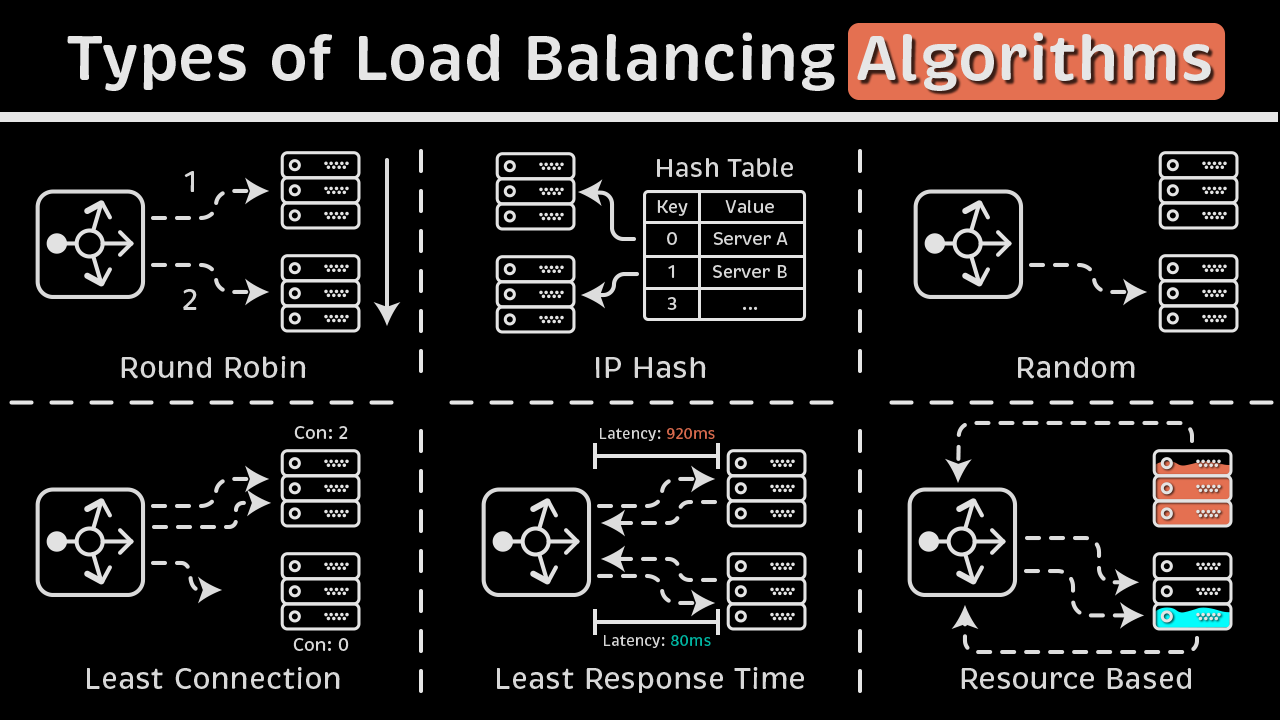 Types of Load Balancing Algorithms
1
2
Round Robin
Hash Table
Key Value
0 Server A
1 Server B
3 ...
IP Hash
Random
Con: 2
Con: 0
Least Connection
Latency: 920ms
Latency: 80ms
Least Response Time
Resource Based